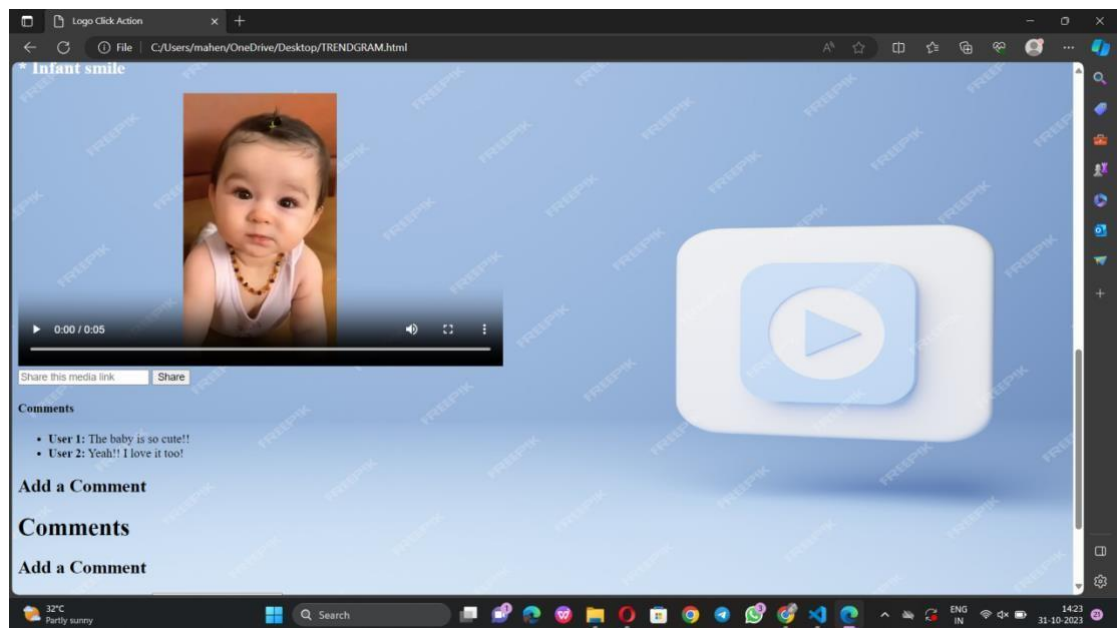 Logo Click Action
File
C:/Users/mahen/OneDrive/Desktop/TRENDGRAM.html
* Infant smile
0:00 / 0:05
Share this media link
Share
Comments
• User 1: The baby is so cute!!
• User 2: Yeah!! I love it too!
Add a Comment
Comments
Add a Comment
FREEPIK
32°C
Partly sunny
Search
ENG
IN
14:23
31-10-2023